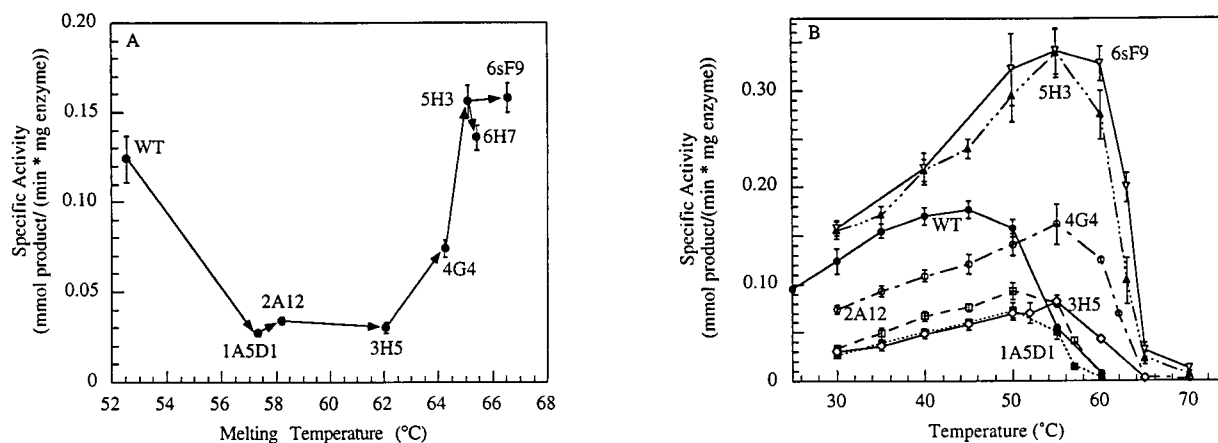 A
0.20
0.15
0.10
0.05
0
Specific Activity
(mmol product/ (min * mg enzyme))
WT
1A5D1
2A12
3H5
4G4
5H3
6H7
6sF9
52 54 56 58 60 62 64 66 68
Melting Temperature (°C)
B
0.30
0.20
0.10
0
Specific Activity
(mmol product/(min * mg enzyme))
6sF9
5H3
WT
4G4
2A12
3H5
1A5D1
30 40 50 60 70
Temperature (°C)